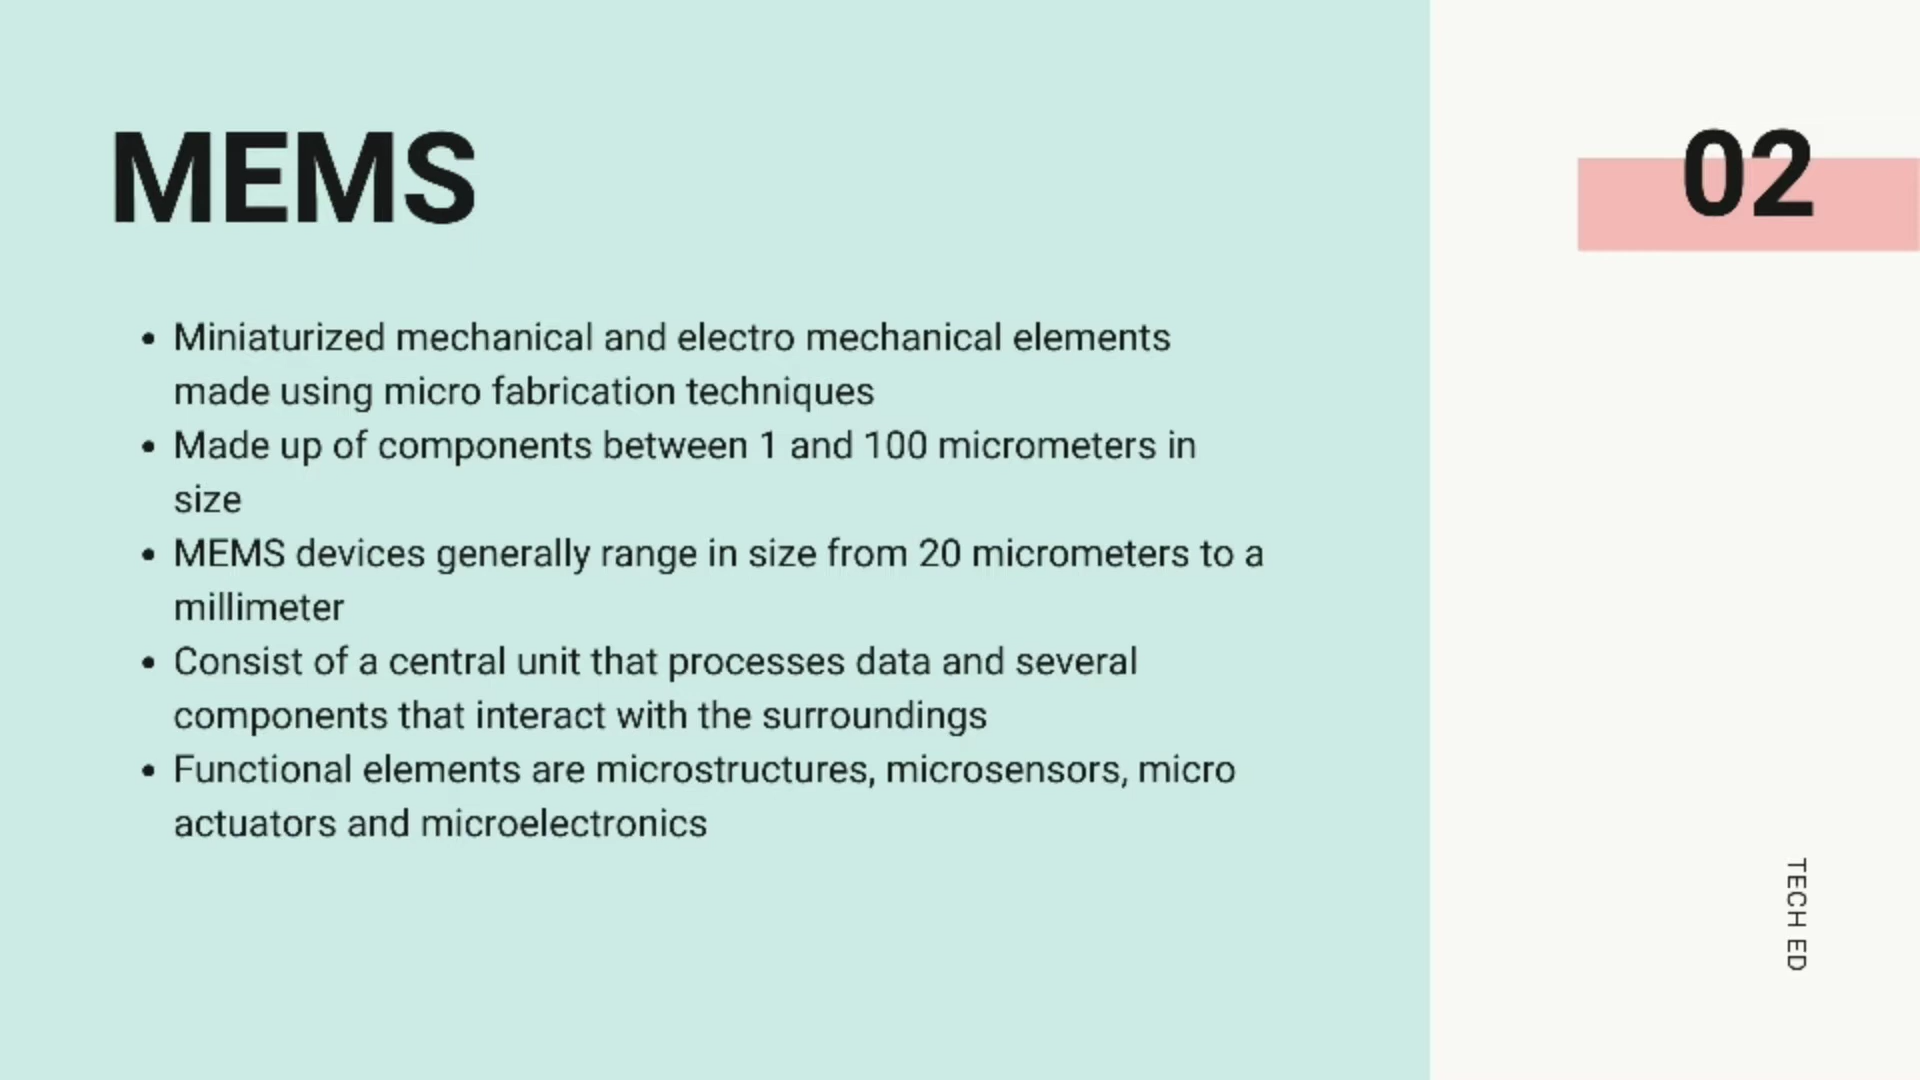 MEMS
02
• Miniaturized mechanical and electro mechanical elements
made using micro fabrication techniques
• Made up of components between 1 and 100 micrometers in
size
• MEMS devices generally range in size from 20 micrometers to a
millimeter
• Consist of a central unit that processes data and several
components that interact with the surroundings
• Functional elements are microstructures, microsensors, micro
actuators and microelectronics
TECH ED